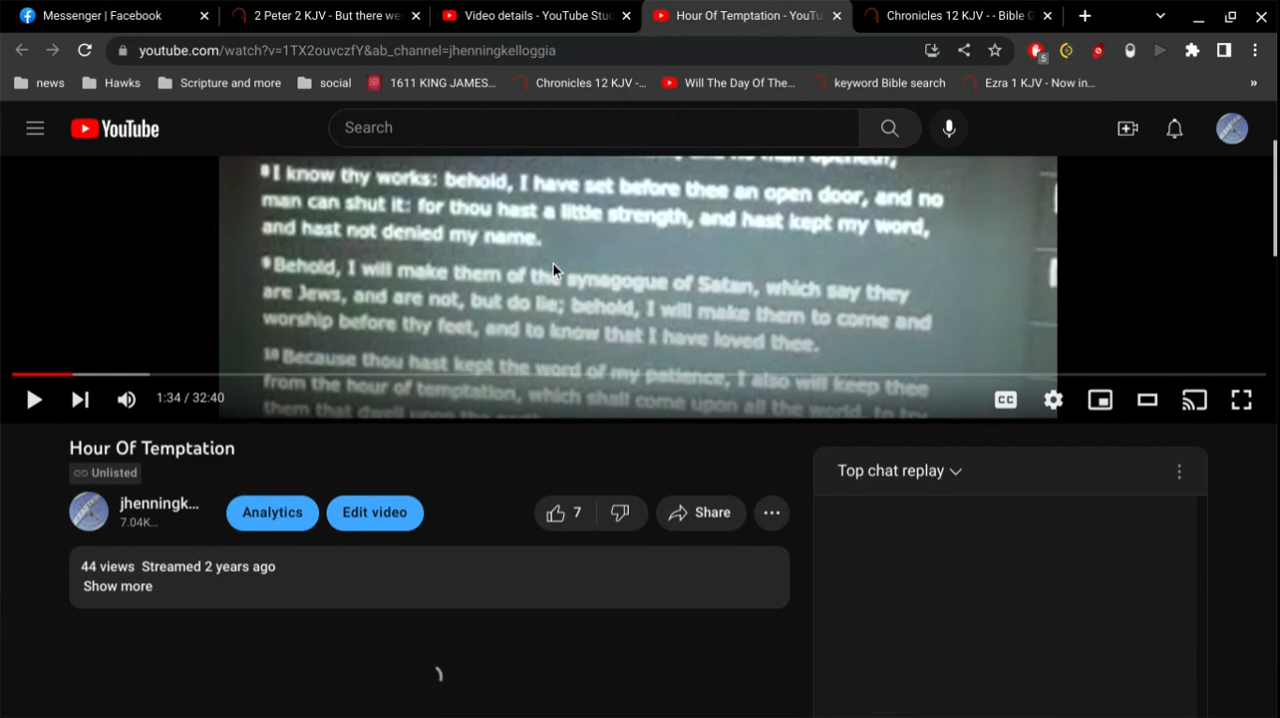 Messenger | Facebook
2 Peter 2 KJV - But there we
Video details - YouTube Stu
Hour Of Temptation - YouTu
Chronicles 12 KJV - - Bible G
youtube.com/watch?v=1TX2ouvczfY&ab_channel=jhenningkelloggia
5
news
Hawks
Scripture and more
social
1611 KING JAMES...
Chronicles 12 KJV -...
Will The Day Of The...
keyword Bible search
Ezra 1 KJV - Now in...
»
YouTube
Search
8 I know thy works: behold, I have set before thee an open door, and no
man can shut it: for thou hast a little strength, and hast kept my word,
and hast not denied my name.
9 Behold, I will make them of the synagogue of Satan, which say they
are Jews, and are not, but do lie; behold, I will make them to come and
worship before thy feet, and to know that I have loved thee.
10 Because thou hast kept the word of my patience, I also will keep thee
from the hour of temptation, which shall come upon all the world, to try
them that dwell upon the earth.
1:34 / 32:40
CC
Hour Of Temptation
Unlisted
jhenningk...
7.04K...
Analytics
Edit video
7
Share
44 views Streamed 2 years ago
Show more
Top chat replay